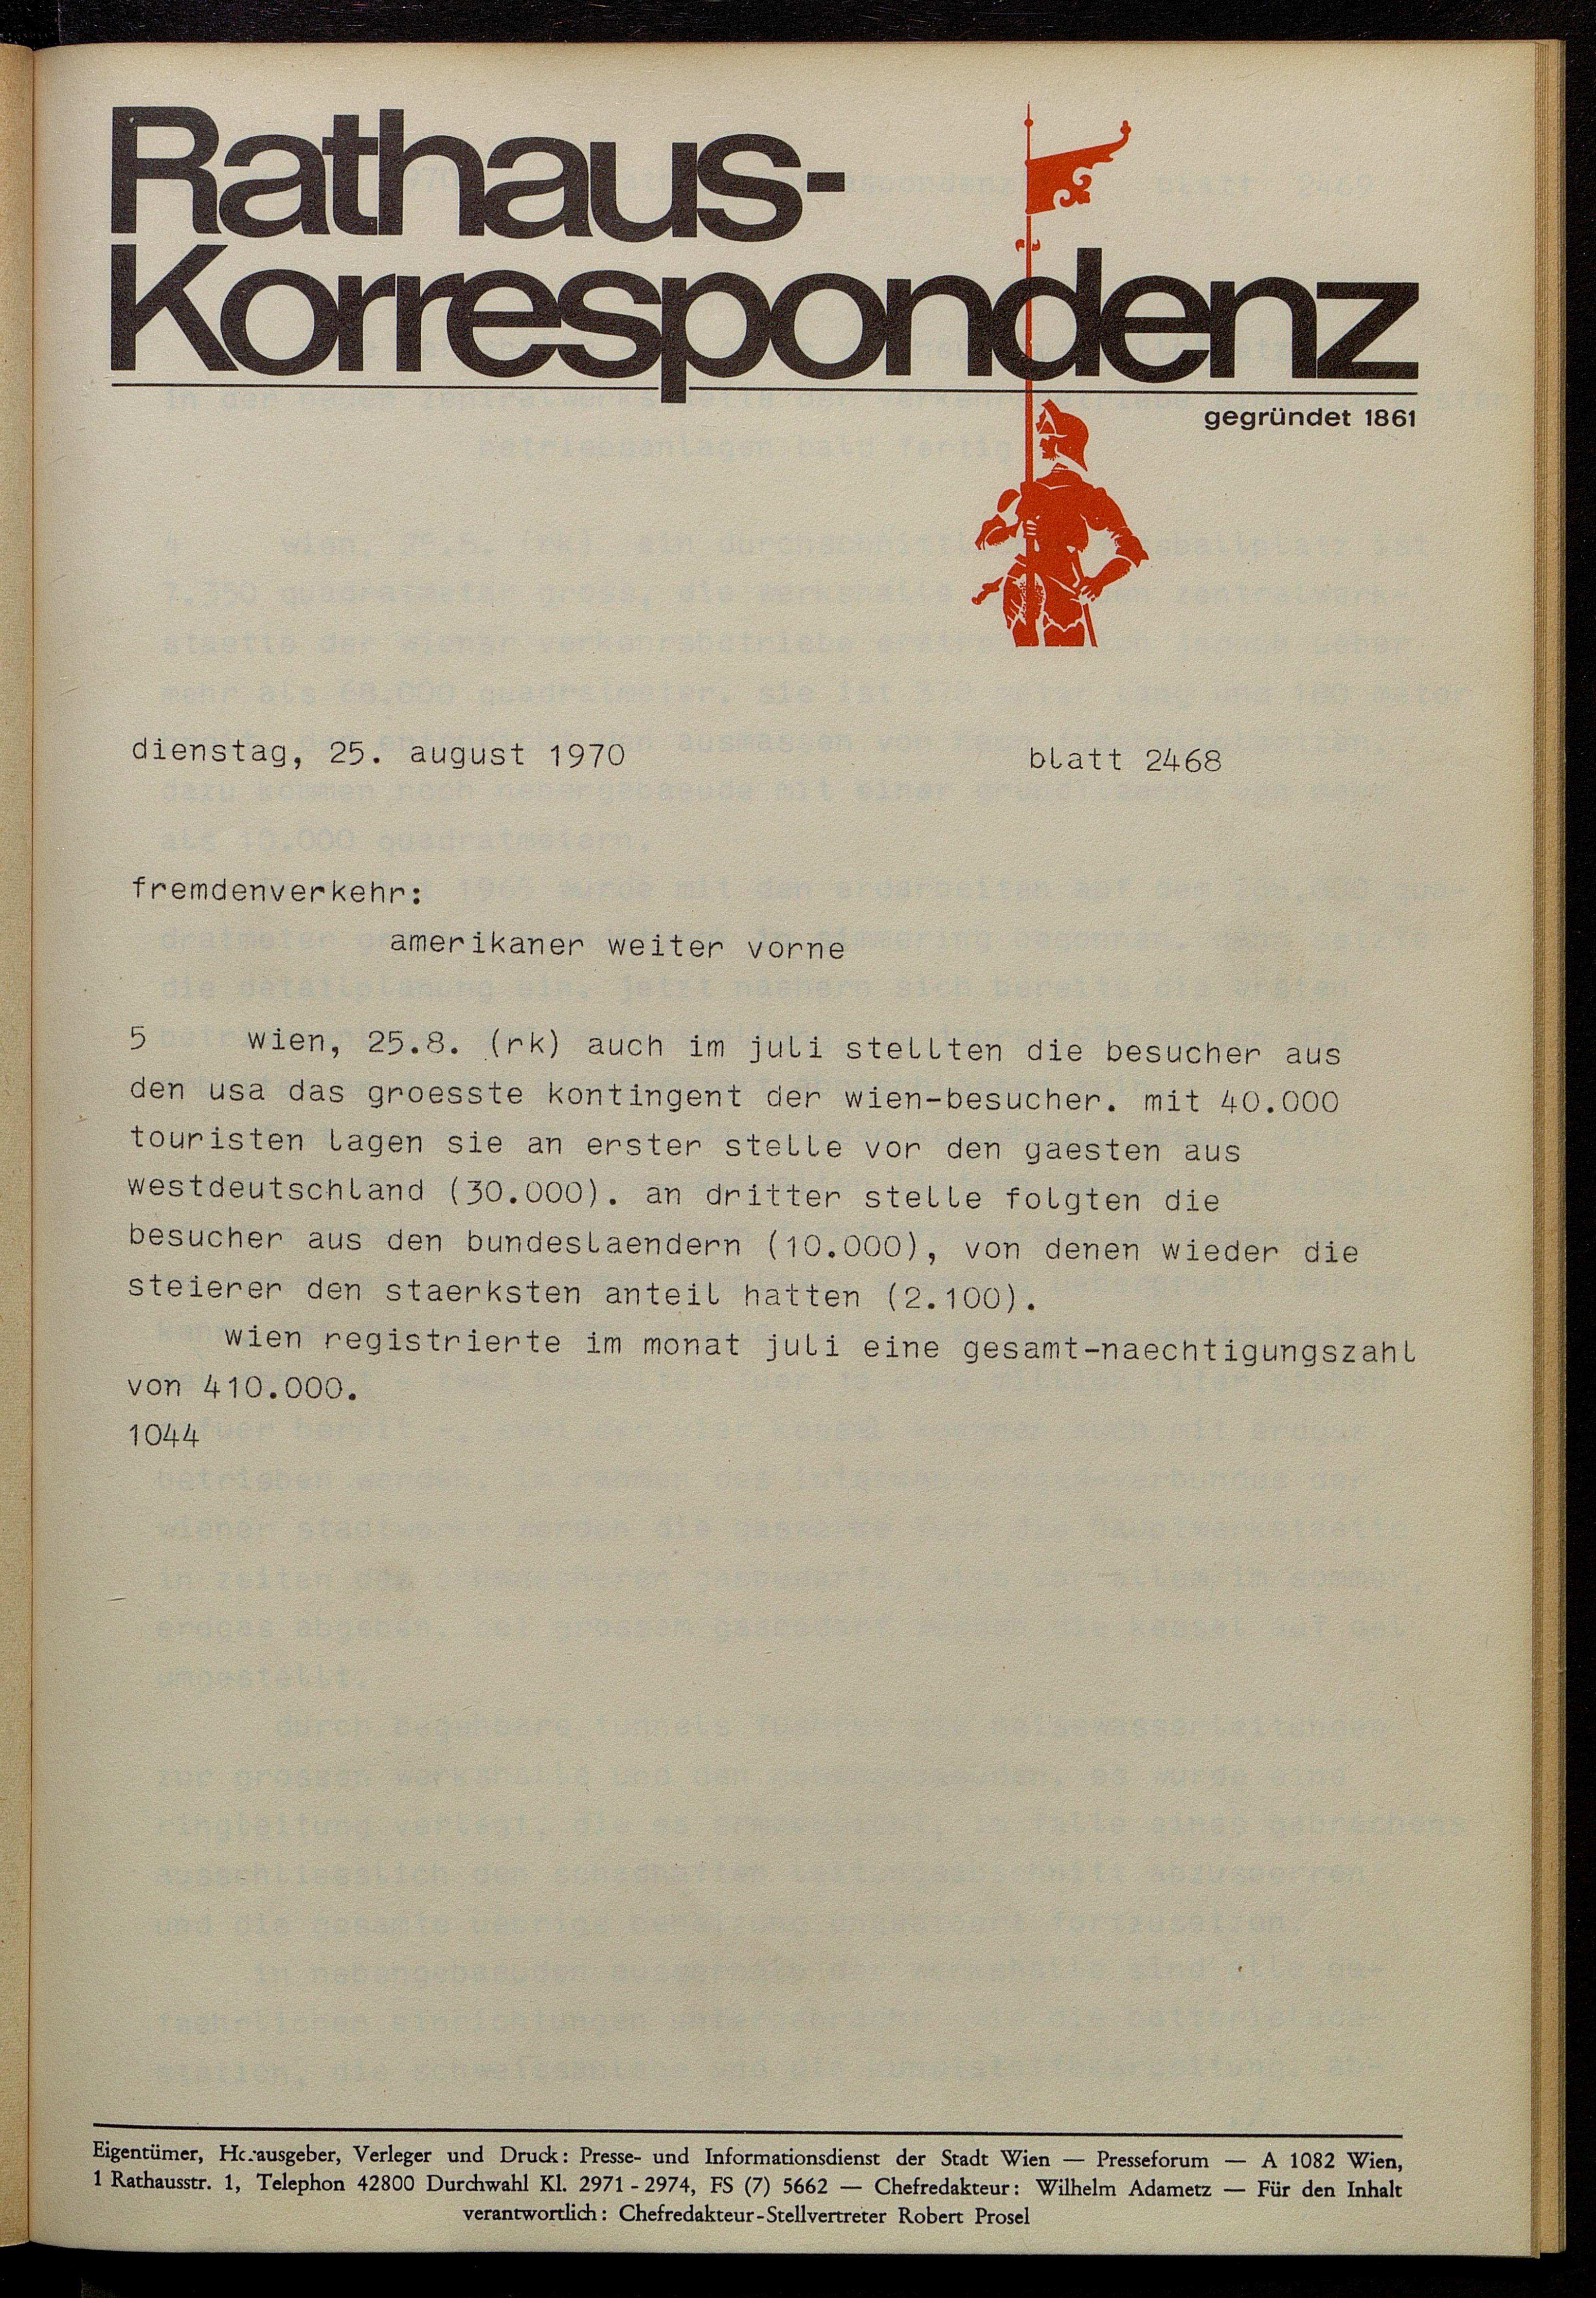 Rathaus-
Korrespondenz
gegründet 1861
dienstag, 25. august 1970 blatt 2468
fremdenverkehr:
amerikaner weiter vorne
5 wien, 25.8. (rk) auch im juli stellten die besucher aus
den usa das groesste kontingent der wien-besucher. mit 40.000
touristen lagen sie an erster stelle vor den gaesten aus
westdeutschland (30.000). an dritter stelle folgten die
besucher aus den bundeslaendern (10.000), von denen wieder die
steierer den staerksten anteil hatten (2.100).
wien registrierte im monat juli eine gesamt-naechtigungszahl
von 410.000.
1044
Eigentümer, Herausgeber, Verleger und Druck: Presse- und Informationsdienst der Stadt Wien — Presseforum — A 1082 Wien,
1 Rathausstr. 1, Telephon 42800 Durchwahl Kl. 2971-2974, FS (7) 5662 — Chefredakteur: Wilhelm Adametz — Für den Inhalt
verantwortlich: Chefredakteur-Stellvertreter Robert Prosel